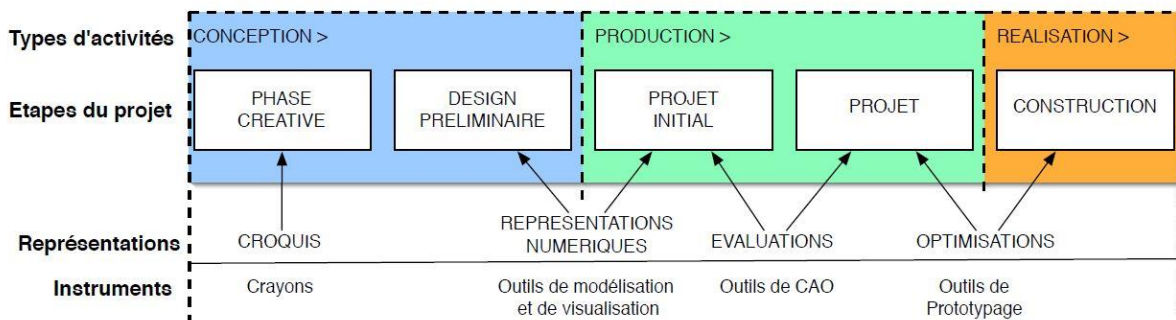 Types d'activités
CONCEPTION >
PRODUCTION >
REALISATION >
Etapes du projet
PHASE
CREATIVE
DESIGN
PRELIMINAIRE
PROJET
INITIAL
PROJET
CONSTRUCTION
Représentations
CROQUIS
REPRESENTATIONS
NUMERIQUES
EVALUATIONS
OPTIMISATIONS
Instruments
Crayons
Outils de modélisation
et de visualisation
Outils de CAO
Outils de
Prototypage